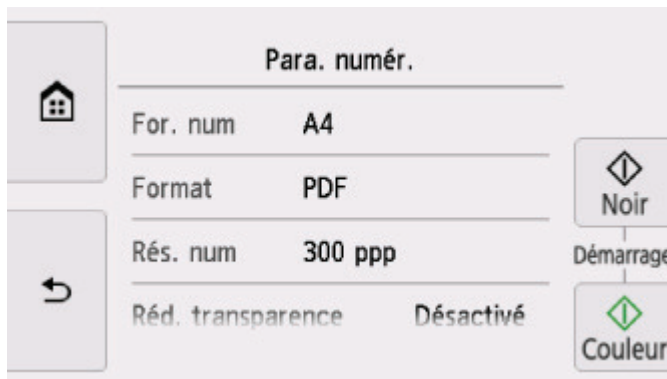 Para. numér.
For. num A4
Format PDF
Rés. num 300 ppp
Réd. transparence Désactivé
Noir
Démarrage
Couleur